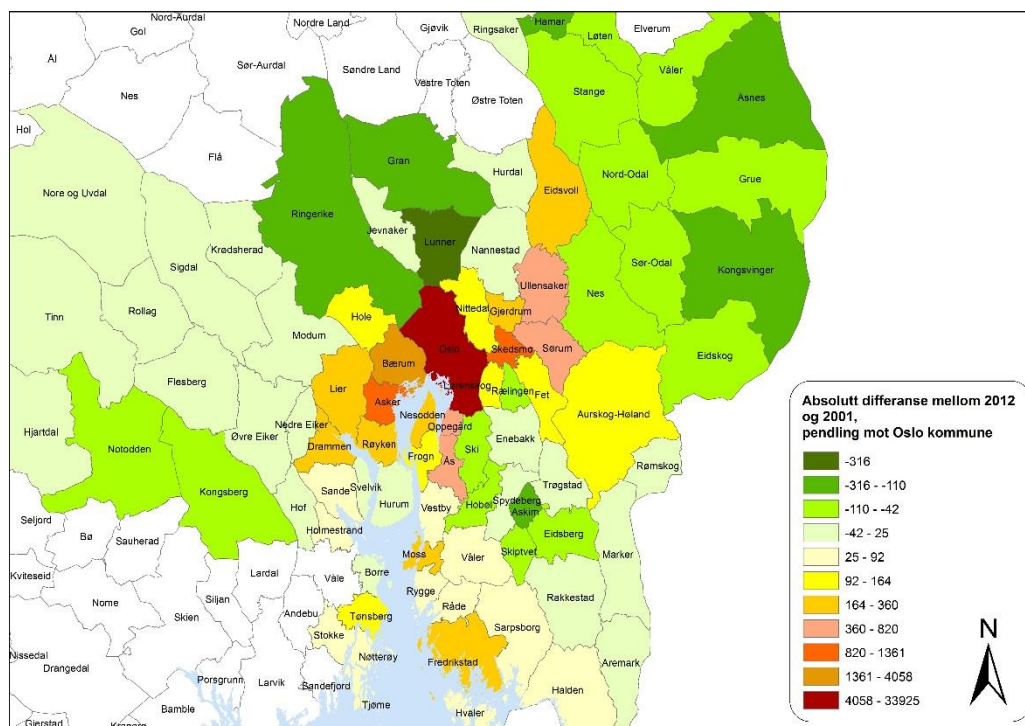 Nord-Aurdal
Nordre Land
Gjøvik
Ringsaker
Hamar
Løten
Elverum
Gol
Ål
Nes
Sør-Aurdal
Søndre Land
Vestre Toten
Østre Toten
Stange
Våler
Åsnes
Hol
Flå
Gran
Hurdal
Eidsvoll
Nord-Odal
Grue
Nore og Uvdal
Ringerike
Jevnaker
Lunner
Nannestad
Krødsherad
Sigdal
Ullensaker
Nes
Sør-Odal
Kongsvinger
Tinn
Rollag
Hole
Nittedal
Gjerdrum
Modum
Oslo
Skedsmo
Sørum
Eidskog
Flesberg
Bærum
Lørenskog
Rælingen
Fet
Lier
Asker
Aurskog-Høland
Hjartdal
Øvre Eiker
Nedre Eiker
Nesodden
Oppegård
Drammen
Røyken
Frogn
Ås
Ski
Enebakk
Rømskog
Notodden
Kongsberg
Hof
Sande
Svelvik
Hurum
Vestby
Hobøl
Spydeberg
Askim
Trøgstad
Holmestrand
Eidsberg
Marker
Seljord
Bø
Sauherad
Moss
Våler
Skiptvet
Kviteseid
Lardal
Våle
Borre
Rygge
Rakkestad
Nome
Siljan
Andebu
Tønsberg
Råde
Skien
Stokke
Sarpsborg
Nissedal
Drangedal
Nøtterøy
Fredrikstad
Aremark
Porsgrunn
Larvik
Sandefjord
Tjøme
Halden
Bamble
Hvaler
Gjerstad
Kragerø
Absolutt differanse mellom 2012
og 2001,
pendling mot Oslo kommune
-316
-316 - -110
-110 - -42
-42 - 25
25 - 92
92 - 164
164 - 360
360 - 820
820 - 1361
1361 - 4058
4058 - 33925
N